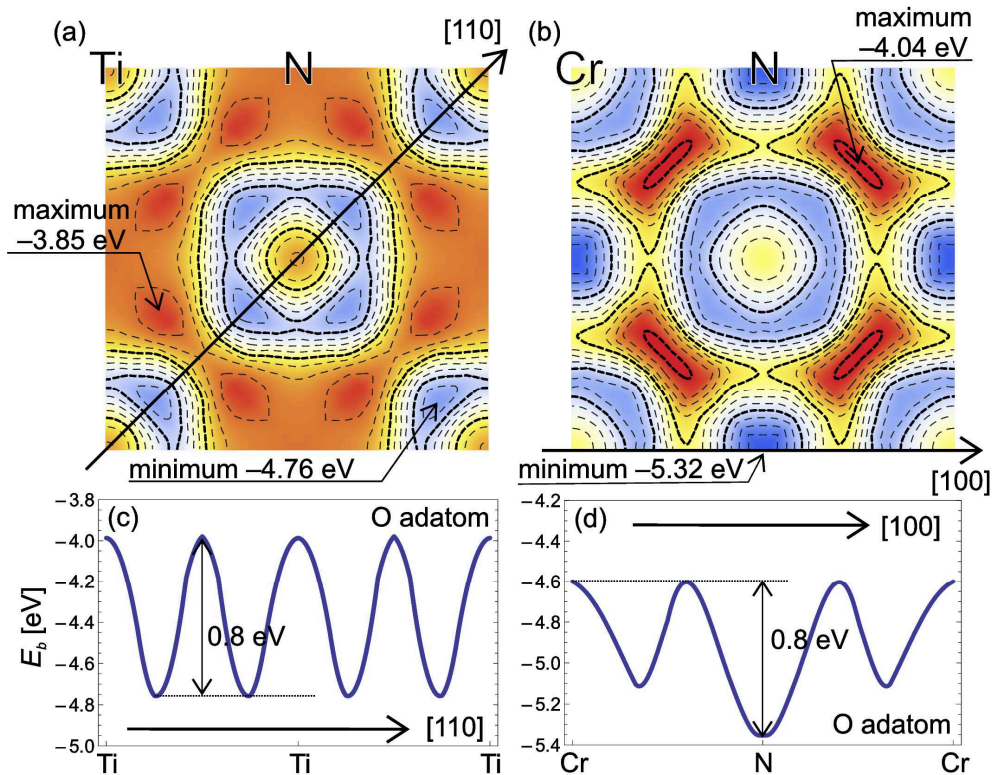 (a)
[110]
Ti
N
maximum
–3.85 eV
minimum –4.76 eV
(b)
maximum
–4.04 eV
Cr
N
minimum –5.32 eV
[100]
(c)
O adatom
–3.8
–4.0
–4.2
–4.4
–4.6
–4.8
–5.0
E_b [eV]
0.8 eV
[110]
Ti
Ti
Ti
(d)
[100]
–4.2
–4.4
–4.6
–4.8
–5.0
–5.2
–5.4
0.8 eV
O adatom
Cr
N
Cr